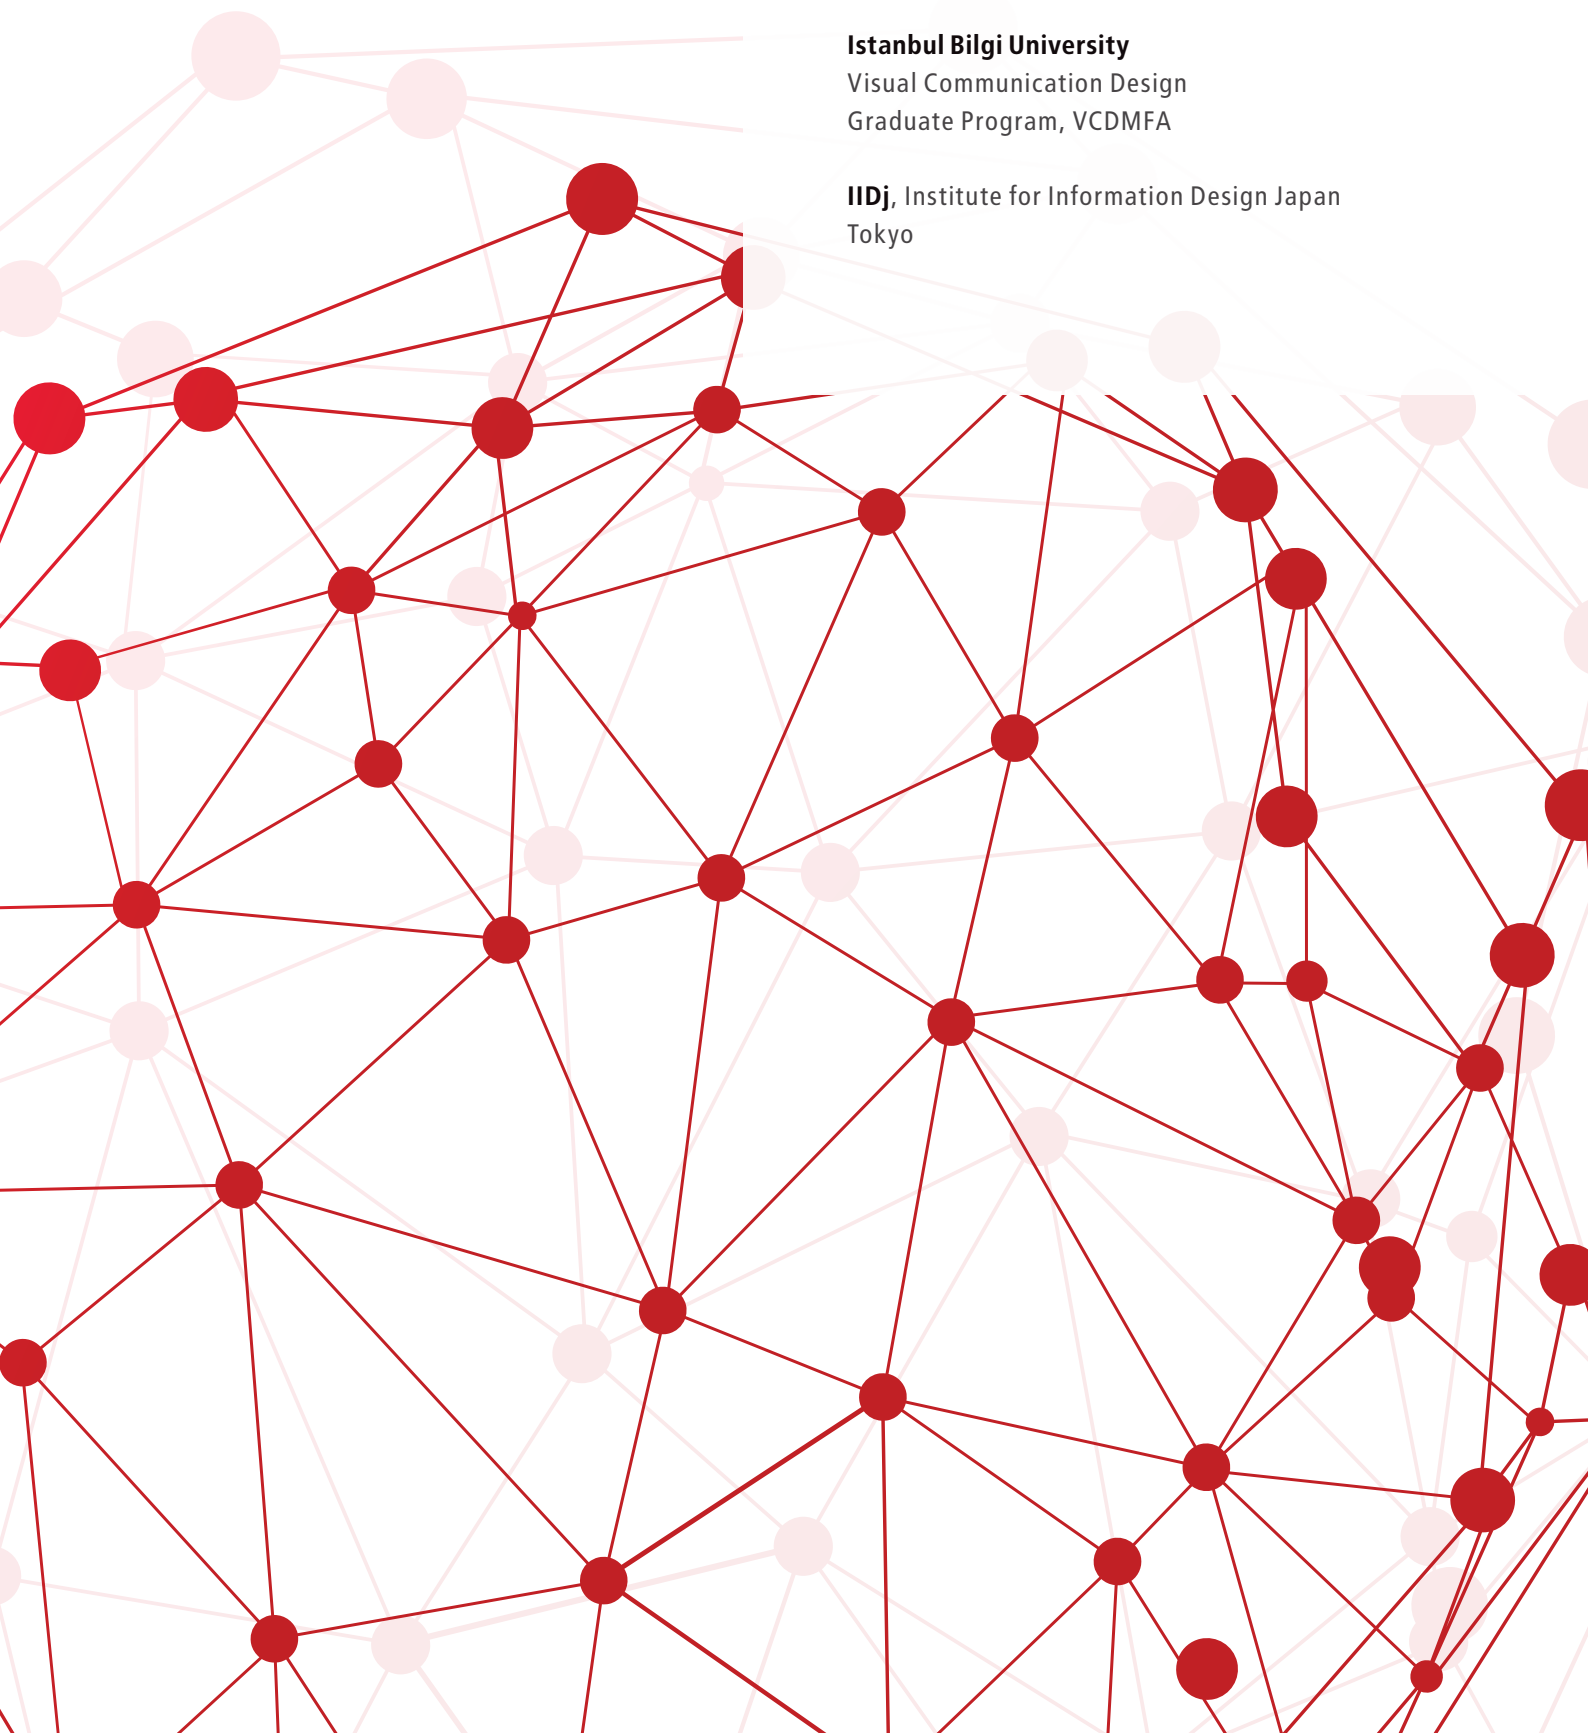 Istanbul Bilgi University
Visual Communication Design
Graduate Program, VCDMFA
IIDj, Institute for Information Design Japan
Tokyo